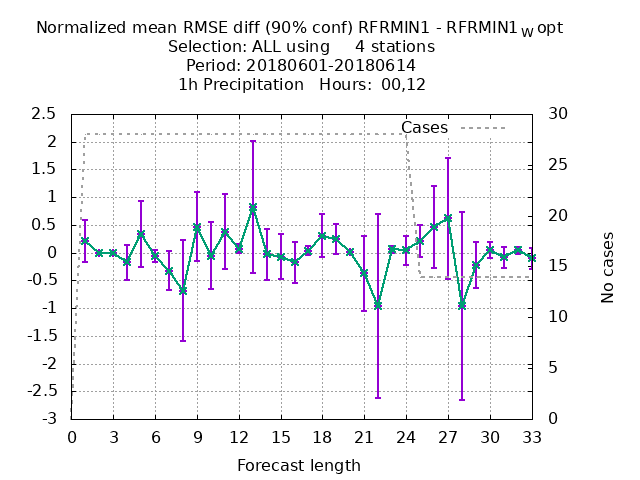 Normalized mean RMSE diff (90% conf) RFRMIN1 - RFRMIN1Wopt
Selection: ALL using 4 stations
Period: 20180601-20180614
1h Precipitation Hours: 00,12
Cases
2.5
2
1.5
1
0.5
0
-0.5
-1
-1.5
-2
-2.5
-3
30
25
20
15
10
5
0
No cases
0 3 6 9 12 15 18 21 24 27 30 33
Forecast length